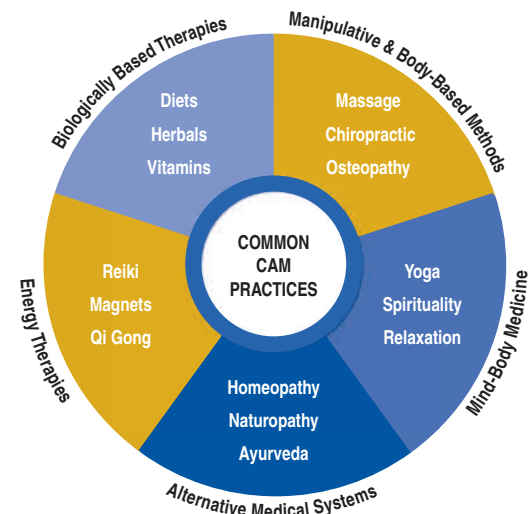 Biologically Based Therapies
Diets
Herbals
Vitamins
Manipulative & Body-Based Methods
Massage
Chiropractic
Osteopathy
COMMON
CAM
PRACTICES
Mind-Body Medicine
Yoga
Spirituality
Relaxation
Alternative Medical Systems
Homeopathy
Naturopathy
Ayurveda
Energy Therapies
Reiki
Magnets
Qi Gong